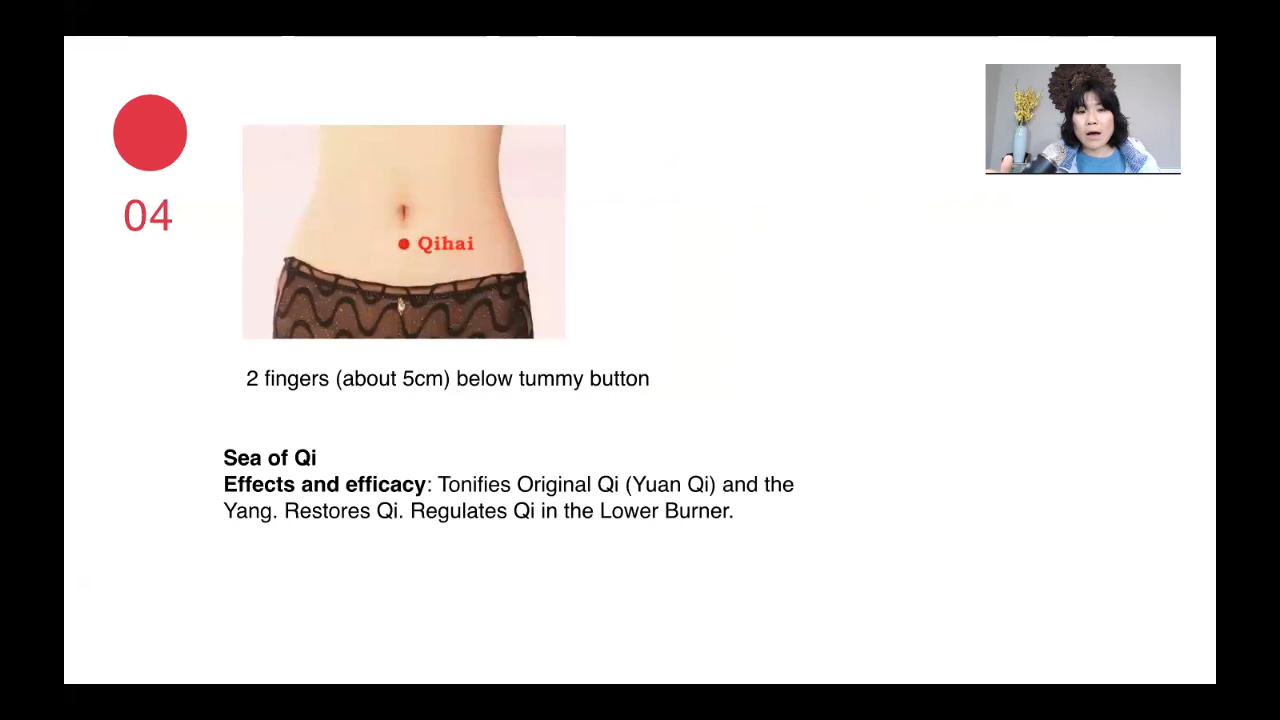 04
Qihai
2 fingers (about 5cm) below tummy button
Sea of Qi
Effects and efficacy: Tonifies Original Qi (Yuan Qi) and the
Yang. Restores Qi. Regulates Qi in the Lower Burner.